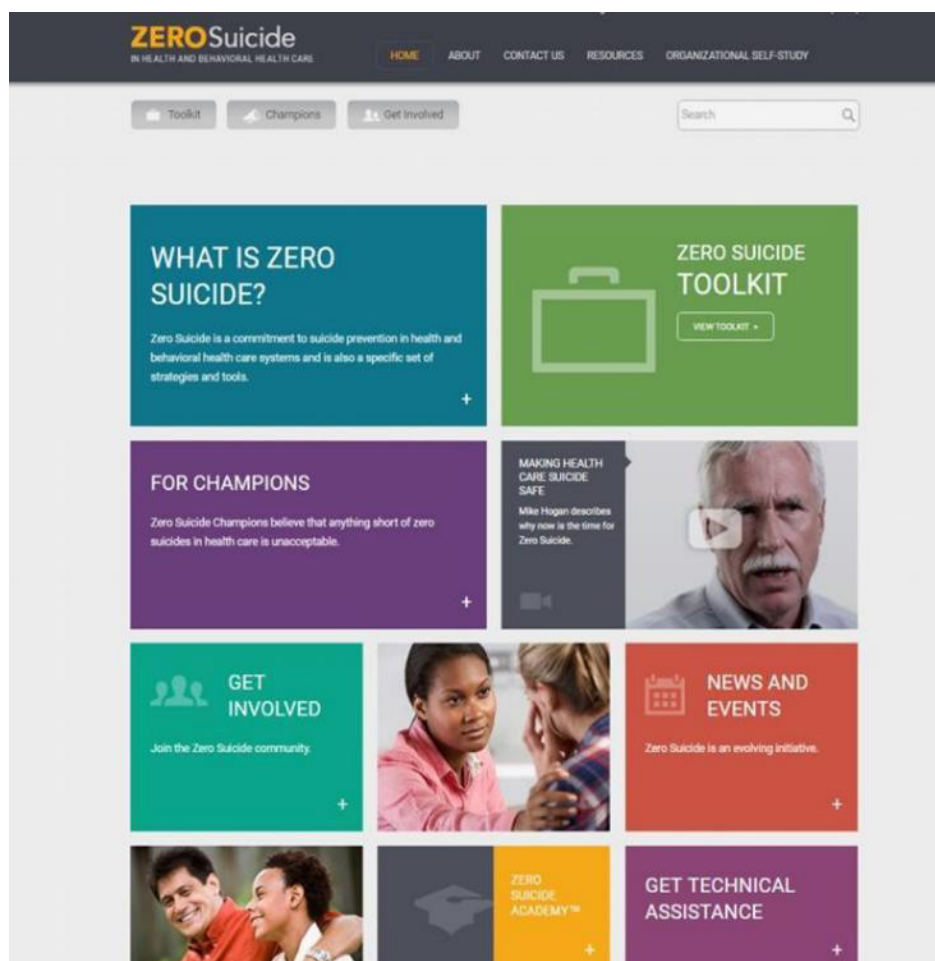 ZEROSuicide
IN HEALTH AND BEHAVIORAL HEALTH CARE
HOME ABOUT CONTACT US RESOURCES ORGANIZATIONAL SELF-STUDY
Toolkit Champions Get Involved Search
WHAT IS ZERO
SUICIDE?
Zero Suicide is a commitment to suicide prevention in health and
behavioral health care systems and is also a specific set of
strategies and tools.
+
ZERO SUICIDE
TOOLKIT
VIEW TOOLKIT +
FOR CHAMPIONS
Zero Suicide Champions believe that anything short of zero
suicides in health care is unacceptable.
+
MAKING HEALTH
CARE SUICIDE
SAFE
Mike Hogan describes
why now is the time for
Zero Suicide.
GET
INVOLVED
Join the Zero Suicide community.
+
NEWS AND
EVENTS
Zero Suicide is an evolving initiative.
+
ZERO
SUICIDE
ACADEMY™
+
GET TECHNICAL
ASSISTANCE
+